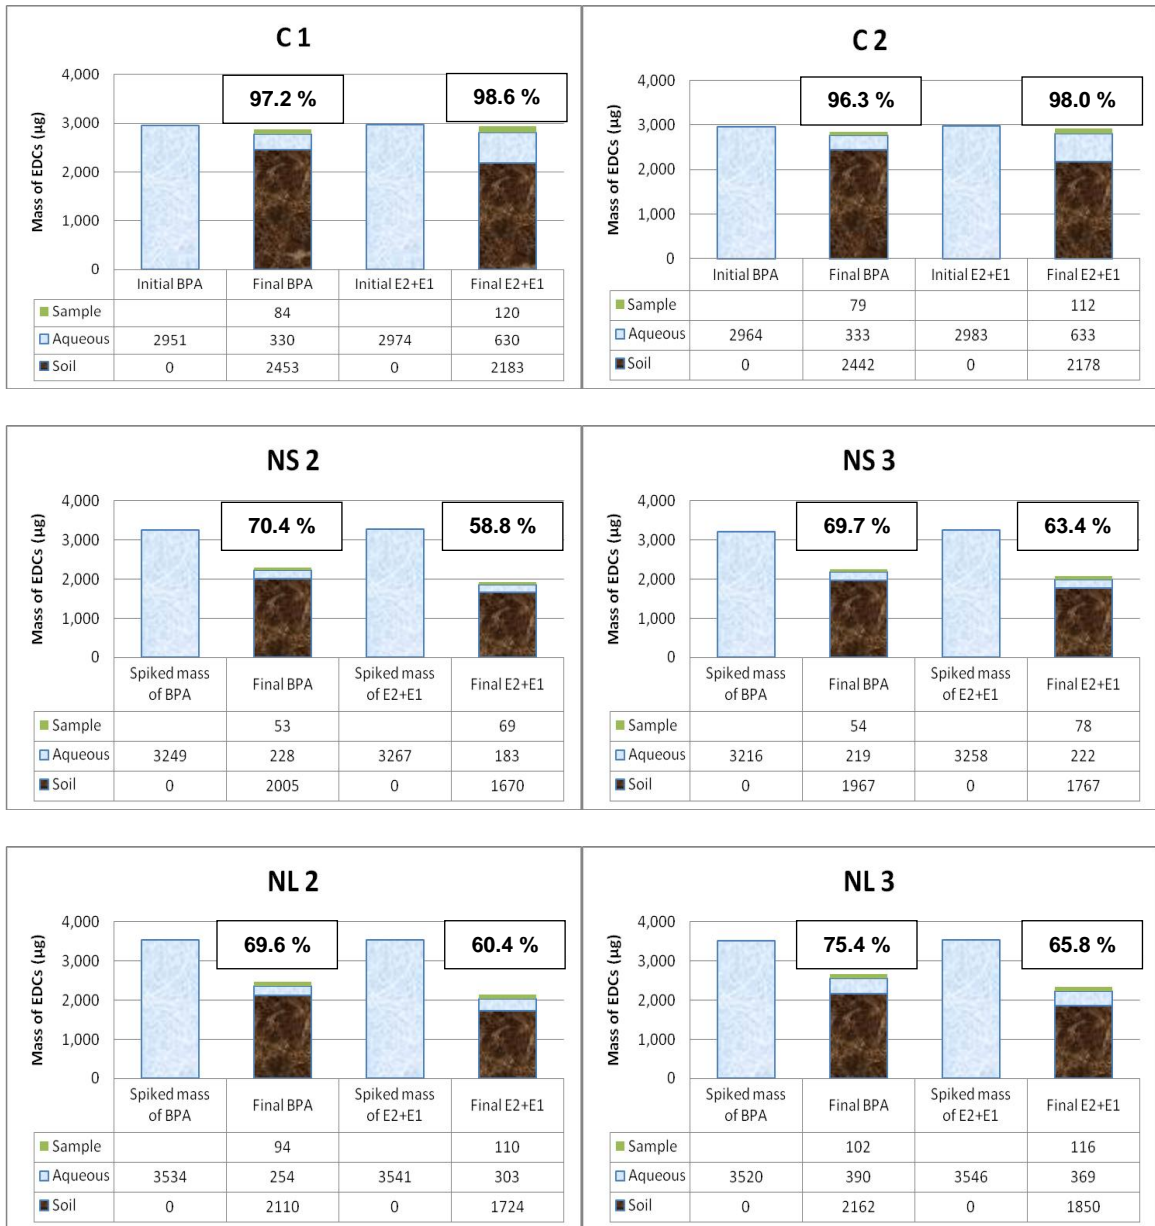 C 1
97.2 %
98.6 %
Mass of EDCs (µg)
4,000
3,000
2,000
1,000
0
Initial BPA Final BPA Initial E2+E1 Final E2+E1
Sample 84 120
Aqueous 2951 330 2974 630
Soil 0 2453 0 2183
C 2
96.3 %
98.0 %
Mass of EDCs (µg)
4,000
3,000
2,000
1,000
0
Initial BPA Final BPA Initial E2+E1 Final E2+E1
Sample 79 112
Aqueous 2964 333 2983 633
Soil 0 2442 0 2178
NS 2
70.4 %
58.8 %
Mass of EDCs (µg)
4,000
3,000
2,000
1,000
0
Spiked mass Final BPA Spiked mass Final E2+E1
of BPA of E2+E1
Sample 53 69
Aqueous 3249 228 3267 183
Soil 0 2005 0 1670
NS 3
69.7 %
63.4 %
Mass of EDCs (µg)
4,000
3,000
2,000
1,000
0
Spiked mass Final BPA Spiked mass Final E2+E1
of BPA of E2+E1
Sample 54 78
Aqueous 3216 219 3258 222
Soil 0 1967 0 1767
NL 2
69.6 %
60.4 %
Mass of EDCs (µg)
4,000
3,000
2,000
1,000
0
Spiked mass Final BPA Spiked mass Final E2+E1
of BPA of E2+E1
Sample 94 110
Aqueous 3534 254 3541 303
Soil 0 2110 0 1724
NL 3
75.4 %
65.8 %
Mass of EDCs (µg)
4,000
3,000
2,000
1,000
0
Spiked mass Final BPA Spiked mass Final E2+E1
of BPA of E2+E1
Sample 102 116
Aqueous 3520 390 3546 369
Soil 0 2162 0 1850